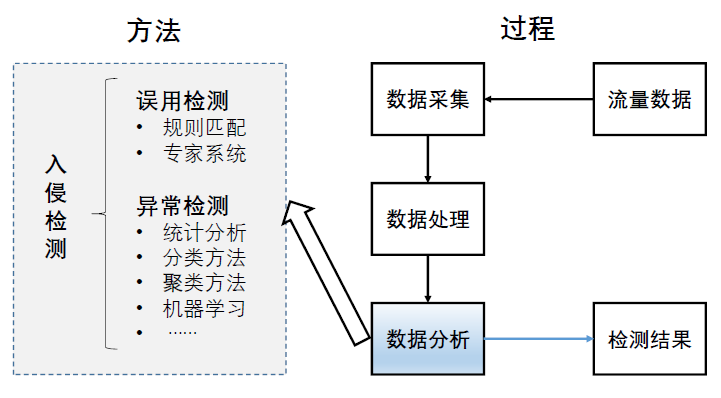 方法
过程
入侵检测
误用检测
• 规则匹配
• 专家系统
异常检测
• 统计分析
• 分类方法
• 聚类方法
• 机器学习
• ……
数据采集
流量数据
数据处理
数据分析
检测结果